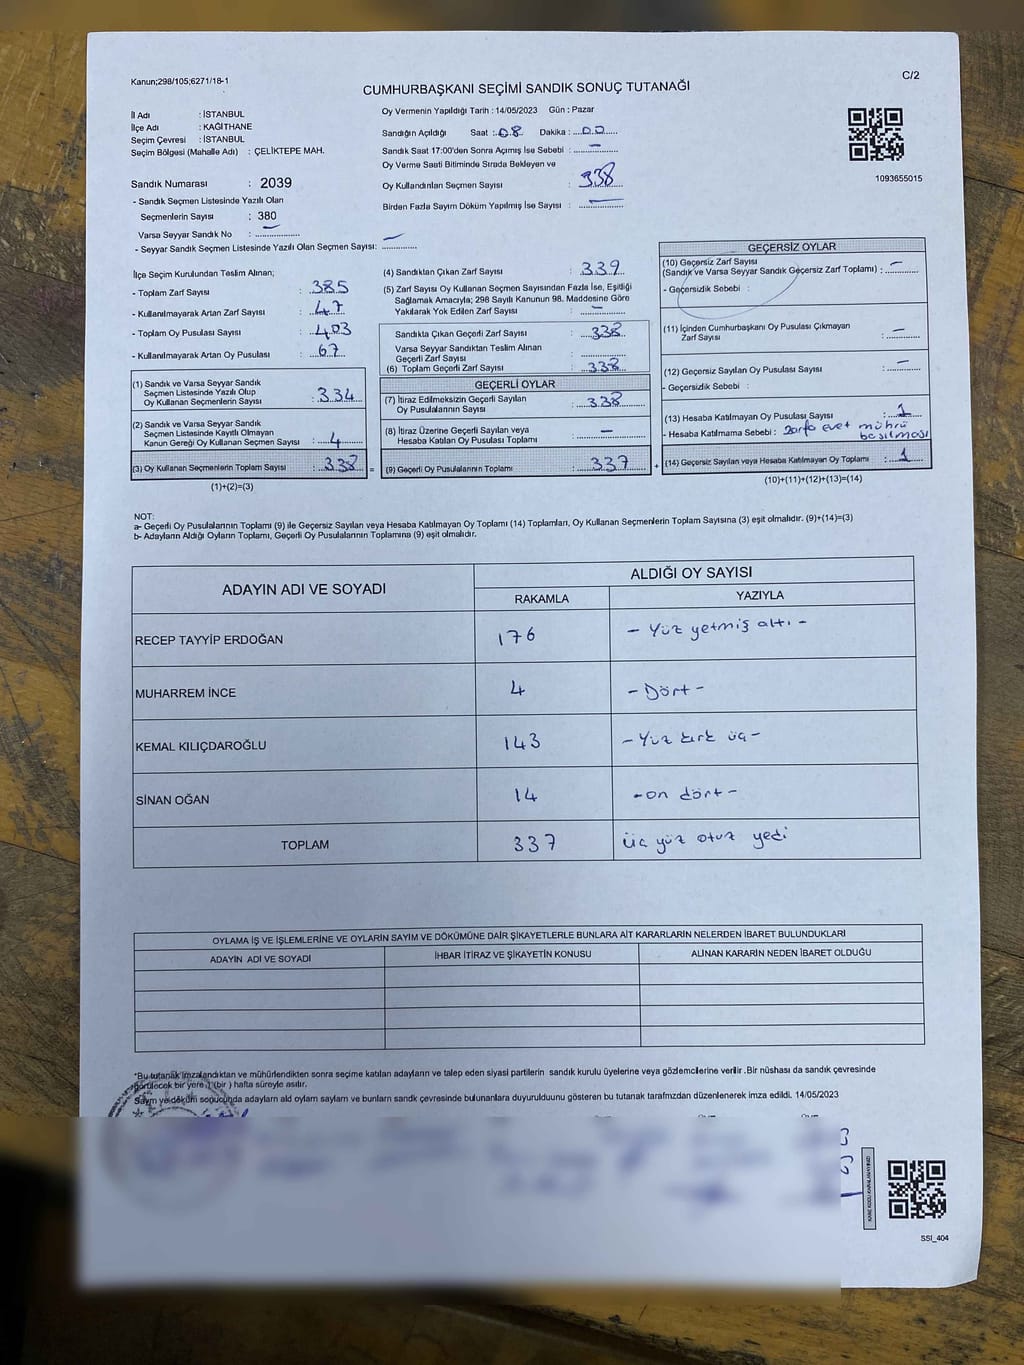 Kanun;298/105;6271/18-1
C/2
CUMHURBAŞKANI SEÇİMİ SANDIK SONUÇ TUTANAĞI
İl Adı : İSTANBUL
İlçe Adı : KAĞITHANE
Seçim Çevresi : İSTANBUL
Seçim Bölgesi (Mahalle Adı) : ÇELİKTEPE MAH.
Sandık Numarası : 2039
- Sandık Seçmen Listesinde Yazılı Olan
Seçmenlerin Sayısı : 380
Varsa Seyyar Sandık No : –
- Seyyar Sandık Seçmen Listesinde Yazılı Olan Seçmen Sayısı: –
Oy Vermenin Yapıldığı Tarih : 14/05/2023 Gün : Pazar
Sandığın Açıldığı Saat : 08 Dakika : 00
Sandık Saat 17:00'den Sonra Açımış İse Sebebi : –
Oy Verme Saati Bitiminde Sırada Bekleyen ve
Oy Kullandırılan Seçmen Sayısı : 338
Birden Fazla Sayım Döküm Yapılmış İse Sayısı : –
1093655015
İlçe Seçim Kurulundan Teslim Alınan;
- Toplam Zarf Sayısı : 385
- Kullanılmayarak Artan Zarf Sayısı : 47
- Toplam Oy Pusulası Sayısı : 403
- Kullanılmayarak Artan Oy Pusulası : 67
(1) Sandık ve Varsa Seyyar Sandık
Seçmen Listesinde Yazılı Olup
Oy Kullanan Seçmenlerin Sayısı : 334
(2) Sandık ve Varsa Seyyar Sandık
Seçmen Listesinde Kayıtlı Olmayan
Kanun Gereği Oy Kullanan Seçmen Sayısı : 4
(3) Oy Kullanan Seçmenlerin Toplam Sayısı : 338 =
(1)+(2)=(3)
(4) Sandıktan Çıkan Zarf Sayısı : 339
(5) Zarf Sayısı Oy Kullanan Seçmen Sayısından Fazla İse, Eşitliği
Sağlamak Amacıyla; 298 Sayılı Kanunun 98. Maddesine Göre
Yakılarak Yok Edilen Zarf Sayısı : –
Sandıkta Çıkan Geçerli Zarf Sayısı : 338
Varsa Seyyar Sandıktan Teslim Alınan
Geçerli Zarf Sayısı :
(6) Toplam Geçerli Zarf Sayısı : 338
GEÇERLİ OYLAR
(7) İtiraz Edilmeksizin Geçerli Sayılan
Oy Pusulalarının Sayısı : 338
(8) İtiraz Üzerine Geçerli Sayılan veya
Hesaba Katılan Oy Pusulası Toplamı : –
(9) Geçerli Oy Pusulalarının Toplamı : 337 +
GEÇERSİZ OYLAR
(10) Geçersiz Zarf Sayısı
(Sandık ve Varsa Seyyar Sandık Geçersiz Zarf Toplamı) : –
- Geçersizlik Sebebi :
(11) İçinden Cumhurbaşkanı Oy Pusulası Çıkmayan
Zarf Sayısı : –
(12) Geçersiz Sayılan Oy Pusulası Sayısı : –
- Geçersizlik Sebebi :
(13) Hesaba Katılmayan Oy Pusulası Sayısı : 1
- Hesaba Katılmama Sebebi : zarfa evet mührü
basılması
(14) Geçersiz Sayılan veya Hesaba Katılmayan Oy Toplamı : 1
(10)+(11)+(12)+(13)=(14)
NOT:
a- Geçerli Oy Pusulalarının Toplamı (9) ile Geçersiz Sayılan veya Hesaba Katılmayan Oy Toplamı (14) Toplamları, Oy Kullanan Seçmenlerin Toplam Sayısına (3) eşit olmalıdır. (9)+(14)=(3)
b- Adayların Aldığı Oyların Toplamı, Geçerli Oy Pusulalarının Toplamına (9) eşit olmalıdır.
ADAYIN ADI VE SOYADI
ALDIĞI OY SAYISI
RAKAMLA
YAZIYLA
RECEP TAYYİP ERDOĞAN 176 - Yüz yetmiş altı -
MUHARREM İNCE 4 - Dört -
KEMAL KILIÇDAROĞLU 143 - Yüz kırk üç -
SİNAN OĞAN 14 - on dört -
TOPLAM 337 üç yüz otuz yedi
OYLAMA İŞ VE İŞLEMLERİNE VE OYLARIN SAYIM VE DÖKÜMÜNE DAİR ŞİKAYETLERLE BUNLARA AİT KARARLARIN NELERDEN İBARET BULUNDUKLARI
ADAYIN ADI VE SOYADI
İHBAR İTİRAZ VE ŞİKAYETİN KONUSU
ALINAN KARARIN NEDEN İBARET OLDUĞU
*Bu tutanak imzalandıktan ve mühürlendikten sonra seçime katılan adayların ve talep eden siyasi partilerin sandık kurulu üyelerine veya gözlemcilerine verilir .Bir nüshası da sandık çevresinde
görülecek bir yere 1 (bir ) hafta süreyle asılır.
Sayım ve döküm sonucunda adayların ald oylam sayları ve bunların sandk çevresinde bulunanlara duyurulduunu gösteren bu tutanak tarafmzdan düzenlenerek imza edildi. 14/05/2023
SSI_404